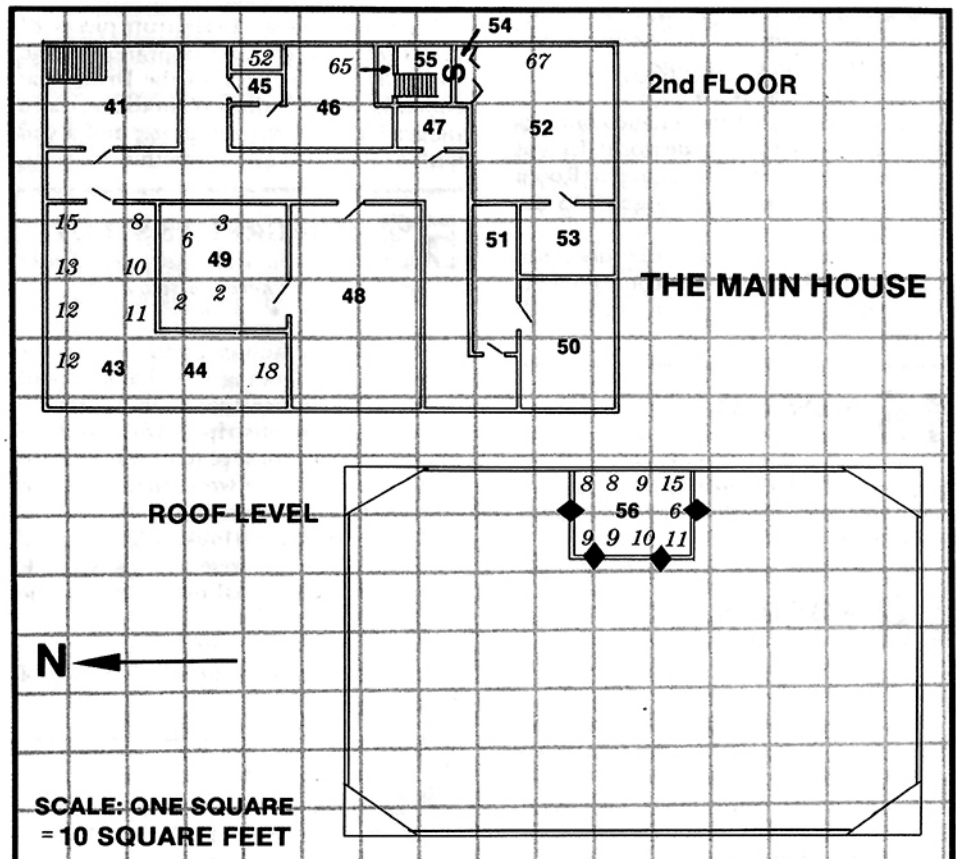 54
52 65 55 S 67 2nd FLOOR
41 45 46 47 52
15 8 6 3 51 53
13 10 49 48 THE MAIN HOUSE
12 11 2 2 50
12 43 44 18
8 8 9 15
ROOF LEVEL 56 6
9 9 10 11
N
SCALE: ONE SQUARE
= 10 SQUARE FEET